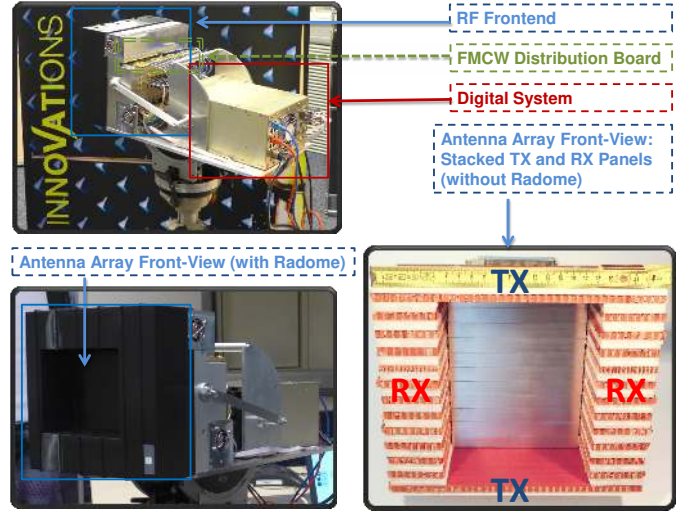 RF Frontend
FMCW Distribution Board
Digital System
Antenna Array Front-View:
Stacked TX and RX Panels
(without Radome)
INNOVATIONS
Antenna Array Front-View (with Radome)
TX
RX
RX
TX